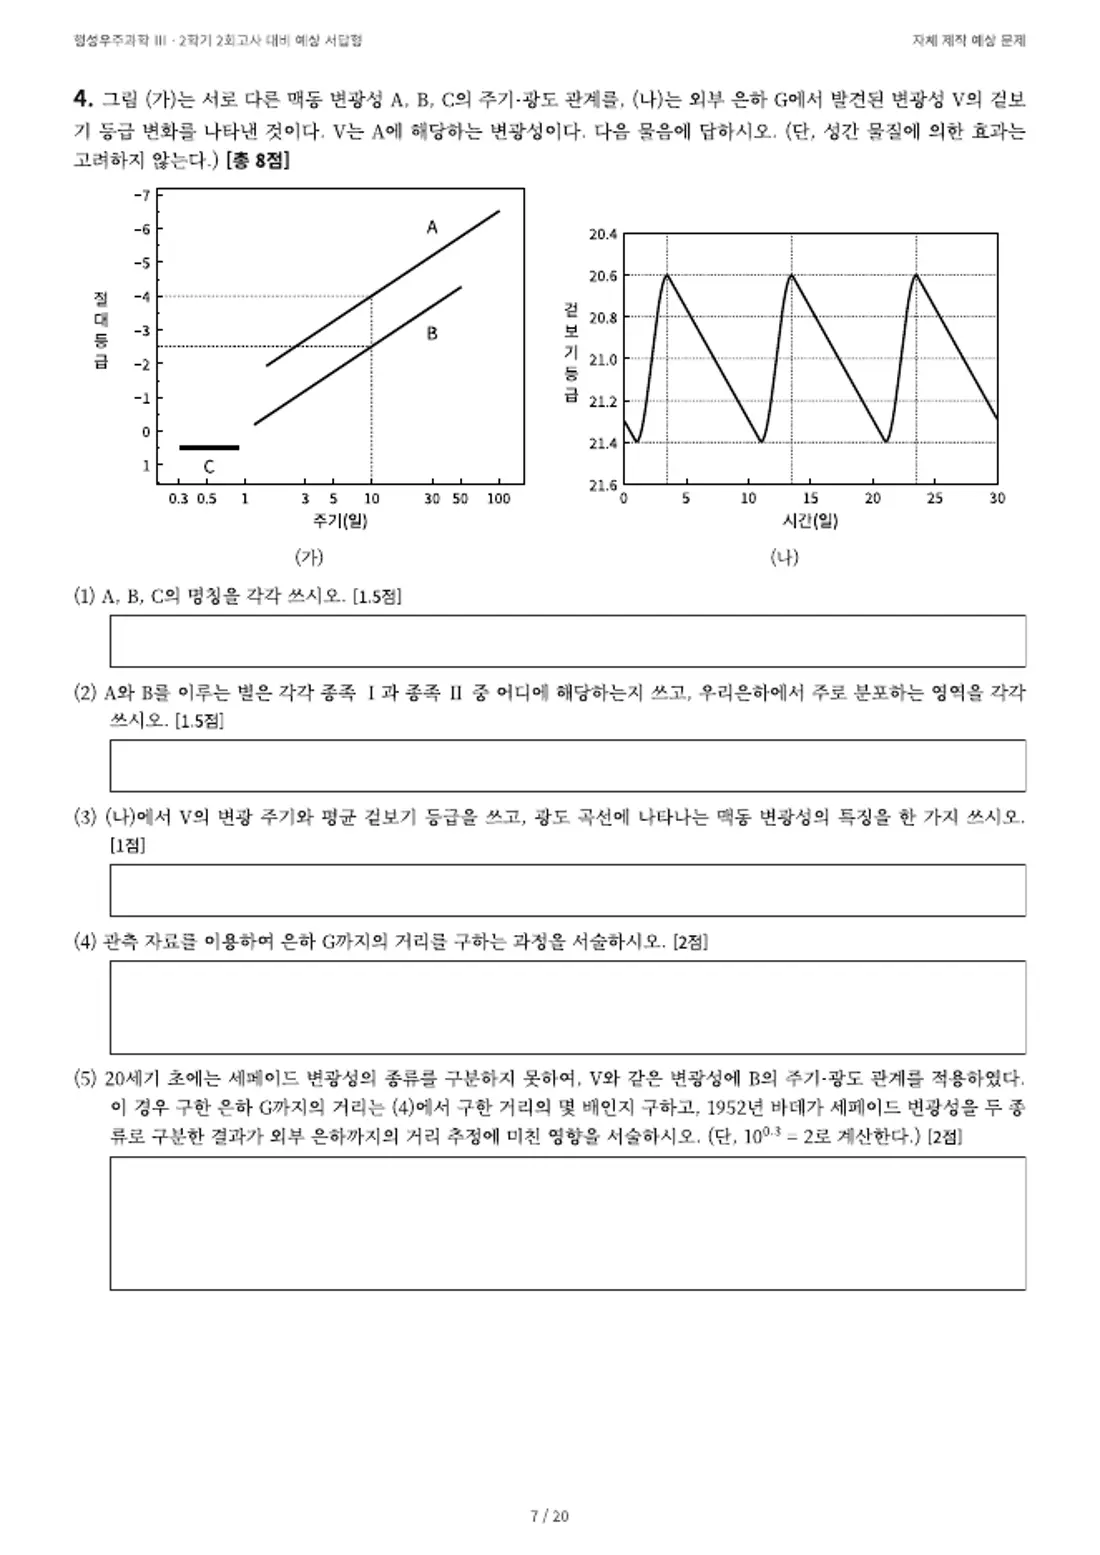 행성우주과학 III · 2학기 2회고사 대비 예상 서답형
자체 제작 예상 문제
4. 그림 (가)는 서로 다른 맥동 변광성 A, B, C의 주기-광도 관계를, (나)는 외부 은하 G에서 발견된 변광성 V의 겉보
기 등급 변화를 나타낸 것이다. V는 A에 해당하는 변광성이다. 다음 물음에 답하시오. (단, 성간 물질에 의한 효과는
고려하지 않는다.) [총 8점]
절대등급
−7
−6
−5
−4
−3
−2
−1
0
1
A
B
C
0.3 0.5 1 3 5 10 30 50 100
주기(일)
(가)
겉보기등급
20.4
20.6
20.8
21.0
21.2
21.4
21.6
0 5 10 15 20 25 30
시간(일)
(나)
(1) A, B, C의 명칭을 각각 쓰시오. [1.5점]
(2) A와 B를 이루는 별은 각각 종족 Ⅰ과 종족 Ⅱ 중 어디에 해당하는지 쓰고, 우리은하에서 주로 분포하는 영역을 각각
쓰시오. [1.5점]
(3) (나)에서 V의 변광 주기와 평균 겉보기 등급을 쓰고, 광도 곡선에 나타나는 맥동 변광성의 특징을 한 가지 쓰시오.
[1점]
(4) 관측 자료를 이용하여 은하 G까지의 거리를 구하는 과정을 서술하시오. [2점]
(5) 20세기 초에는 세페이드 변광성의 종류를 구분하지 못하여, V와 같은 변광성에 B의 주기-광도 관계를 적용하였다.
이 경우 구한 은하 G까지의 거리는 (4)에서 구한 거리의 몇 배인지 구하고, 1952년 바데가 세페이드 변광성을 두 종
류로 구분한 결과가 외부 은하까지의 거리 추정에 미친 영향을 서술하시오. (단, 10^0.3 = 2로 계산한다.) [2점]
7 / 20